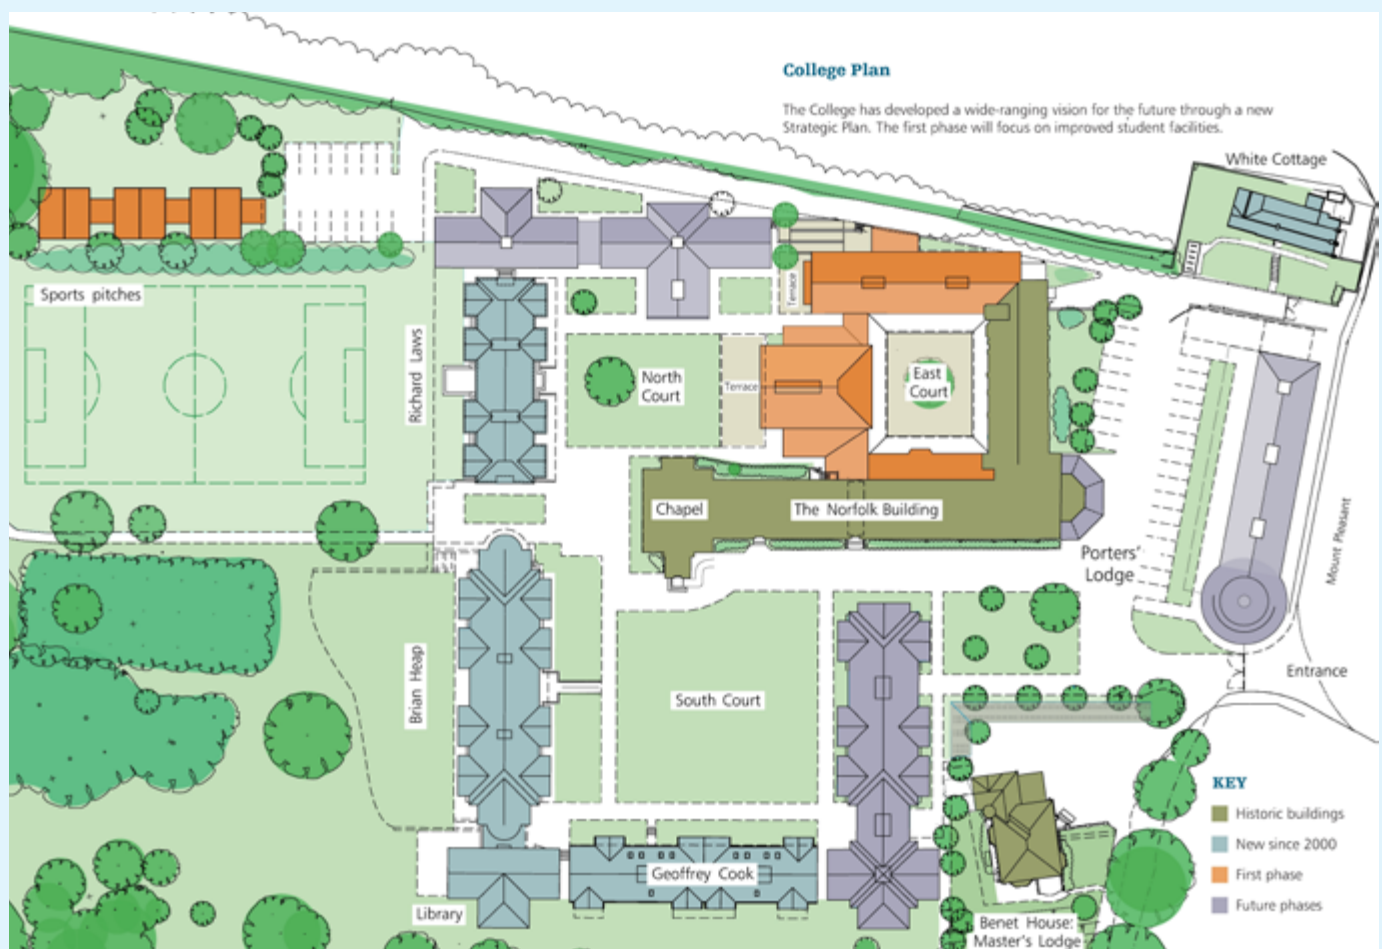 College Plan
The College has developed a wide-ranging vision for the future through a new
Strategic Plan. The first phase will focus on improved student facilities.
White Cottage
Sports pitches
Terrace
Richard Laws
North
Court
Terrace
East
Court
Chapel
The Norfolk Building
Porters'
Lodge
Mount Pleasant
Brian Heap
South Court
Entrance
KEY
Historic buildings
New since 2000
First phase
Future phases
Geoffrey Cook
Library
Benet House:
Master's Lodge